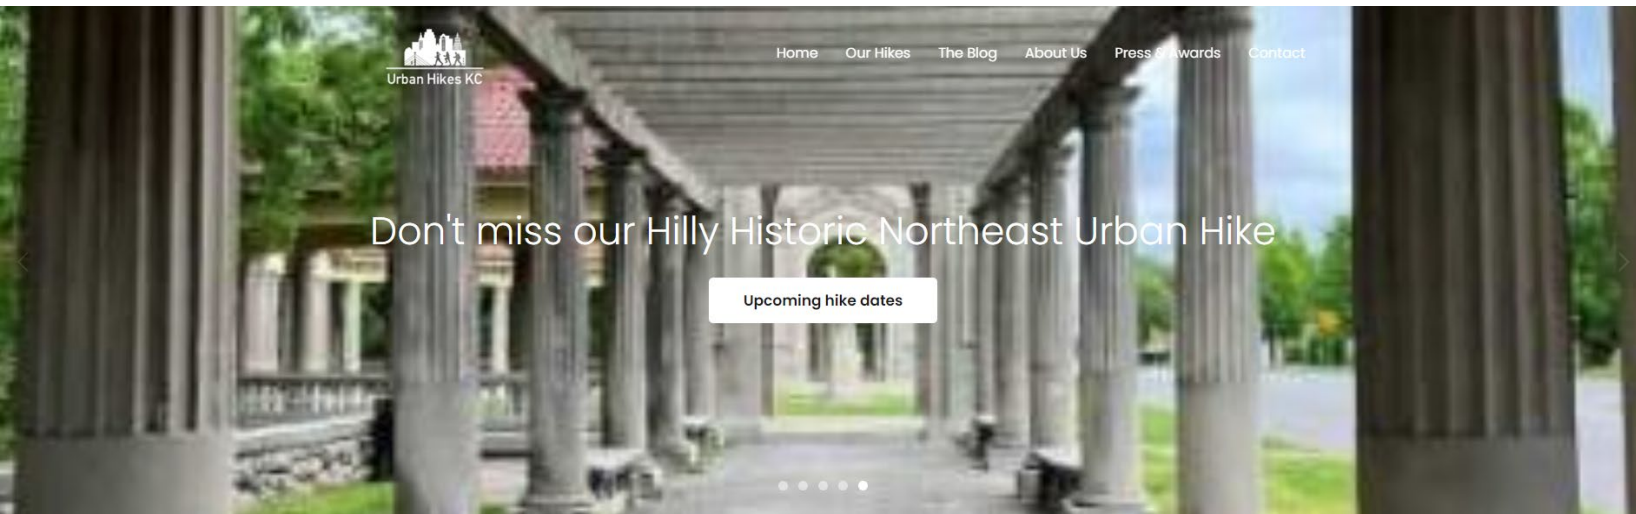 Urban Hikes KC
Home Our Hikes The Blog About Us Press & Awards Contact
Don't miss our Hilly Historic Northeast Urban Hike
Upcoming hike dates